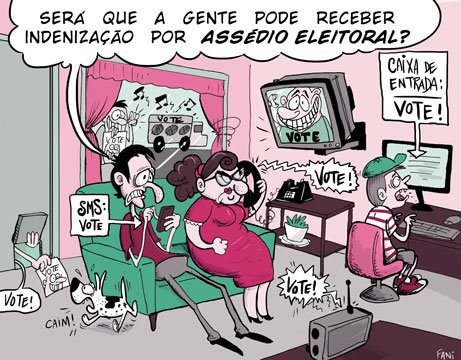 SERÁ QUE A GENTE PODE RECEBER
INDENIZAÇÃO POR ASSÉDIO ELEITORAL?
CAIXA DE
ENTRADA:
VOTE!
VOTE
VOTE
VOTE
VOTE!
SMS:
VOTE
VOTE
VOTE!
VOTE!
CAIM!
FANI